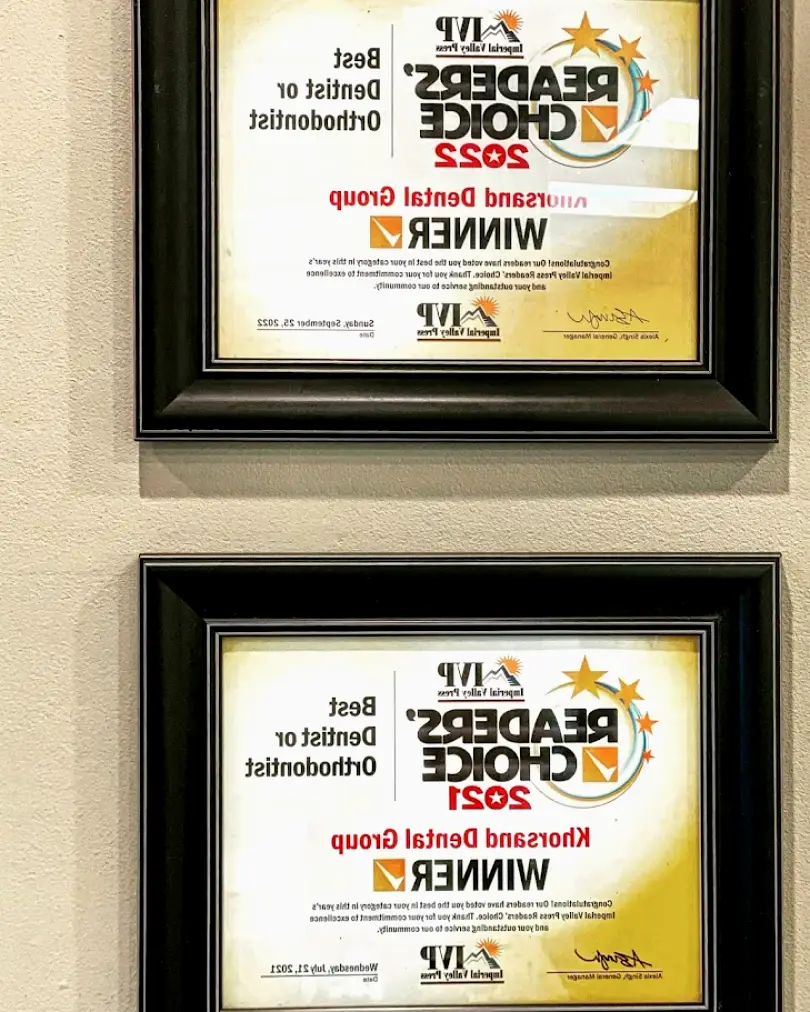 IVP
Imperial Valley Press
READERS'
CHOICE
2022
Best
Dentist or
Orthodontist
Khorsand Dental Group
WINNER
Congratulations! Our readers have voted you the best in your category in this year's
Imperial Valley Press Readers' Choice. Thank you for your commitment to excellence
and your outstanding service to our community.
Alexis Singh, General Manager
IVP
Imperial Valley Press
Sunday, September 25, 2022
Date
IVP
Imperial Valley Press
READERS'
CHOICE
2021
Best
Dentist or
Orthodontist
Khorsand Dental Group
WINNER
Congratulations! Our readers have voted you the best in your category in this year's
Imperial Valley Press Readers' Choice. Thank you for your commitment to excellence
and your outstanding service to our community.
Alexis Singh, General Manager
IVP
Imperial Valley Press
Wednesday, July 21, 2021
Date